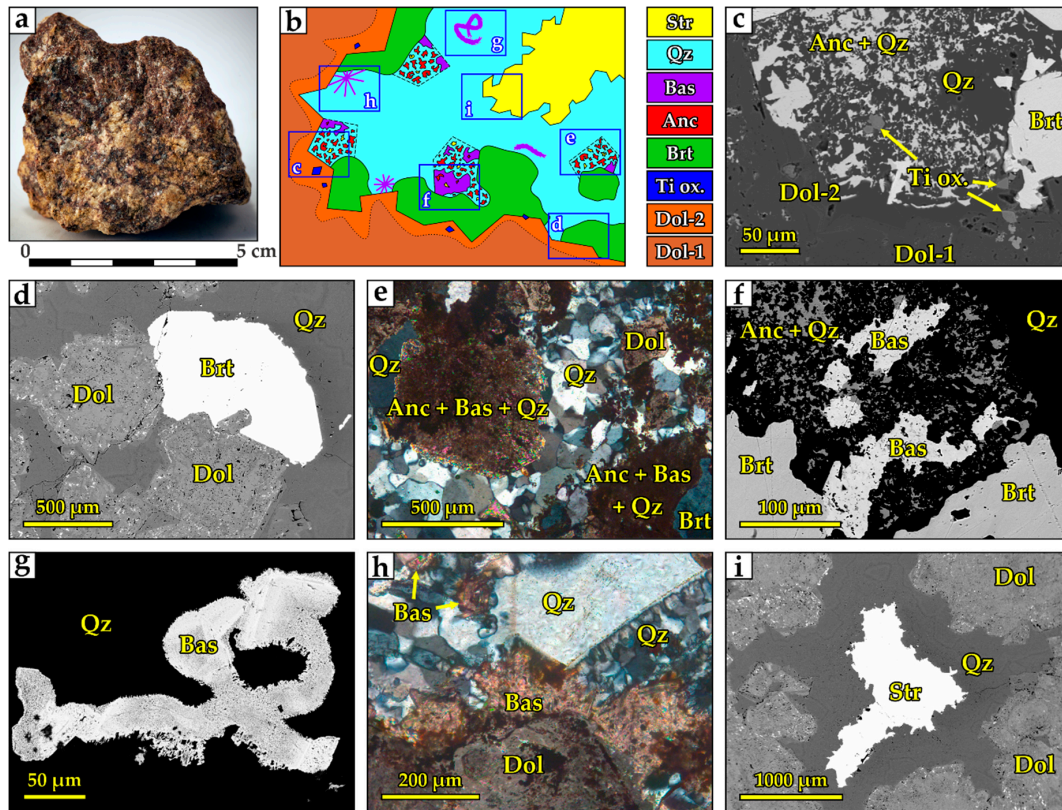 a
0 5 cm
b
g
h
i
e
c
f
d
Str
Qz
Bas
Anc
Brt
Ti ox.
Dol-2
Dol-1
c
Anc + Qz
Qz
Brt
Ti ox.
Dol-2
Dol-1
50 μm
d
Qz
Brt
Dol
Dol
500 μm
e
Dol
Qz
Qz
Anc + Bas + Qz
Anc + Bas
+ Qz
Brt
500 μm
f
Anc + Qz
Qz
Bas
Bas
Brt
Brt
100 μm
g
Qz
Bas
50 μm
h
Bas
Qz
Qz
Bas
Dol
200 μm
i
Dol
Qz
Str
Dol
1000 μm